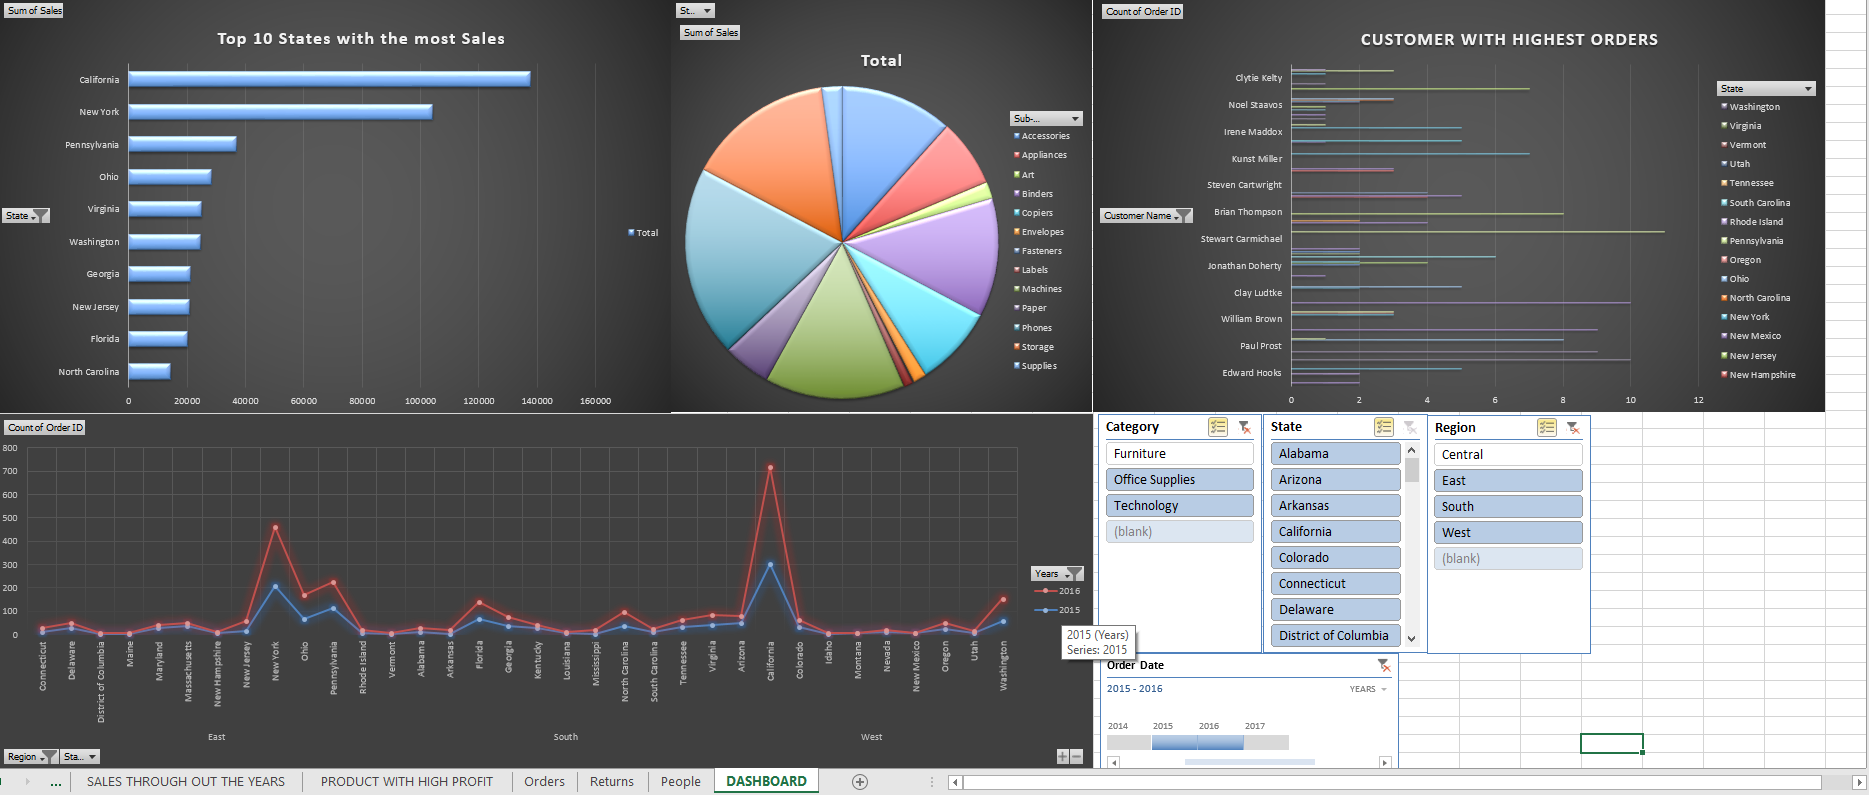 Sum of Sales
Top 10 States with the most Sales
California
New York
Pennsylvania
Ohio
Virginia
Washington
Georgia
New Jersey
Florida
North Carolina
State
0 20000 40000 60000 80000 100000 120000 140000 160000
Total
St...
Sum of Sales
Total
Sub-...
Accessories
Appliances
Art
Binders
Copiers
Envelopes
Fasteners
Labels
Machines
Paper
Phones
Storage
Supplies
Count of Order ID
CUSTOMER WITH HIGHEST ORDERS
Clytie Kelty
Noel Staavos
Irene Maddox
Kunst Miller
Steven Cartwright
Brian Thompson
Stewart Carmichael
Jonathan Doherty
Clay Ludtke
William Brown
Paul Prost
Edward Hooks
Customer Name
0 2 4 6 8 10 12
State
Washington
Virginia
Vermont
Utah
Tennessee
South Carolina
Rhode Island
Pennsylvania
Oregon
Ohio
North Carolina
New York
New Mexico
New Jersey
New Hampshire
Count of Order ID
800
700
600
500
400
300
200
100
0
Connecticut
Delaware
District of Columbia
Maine
Maryland
Massachusetts
New Hampshire
New Jersey
New York
Ohio
Pennsylvania
Rhode Island
Vermont
Alabama
Arkansas
Florida
Georgia
Kentucky
Louisiana
Mississippi
North Carolina
South Carolina
Tennessee
Virginia
Arizona
California
Colorado
Idaho
Montana
Nevada
New Mexico
Oregon
Utah
Washington
East South West
Years
2016
2015
Region Sta...
2015 (Years)
Series: 2015
Category
Furniture
Office Supplies
Technology
(blank)
State
Alabama
Arizona
Arkansas
California
Colorado
Connecticut
Delaware
District of Columbia
Region
Central
East
South
West
(blank)
Order Date
2015 - 2016 YEARS
2014 2015 2016 2017
... SALES THROUGH OUT THE YEARS PRODUCT WITH HIGH PROFIT Orders Returns People DASHBOARD